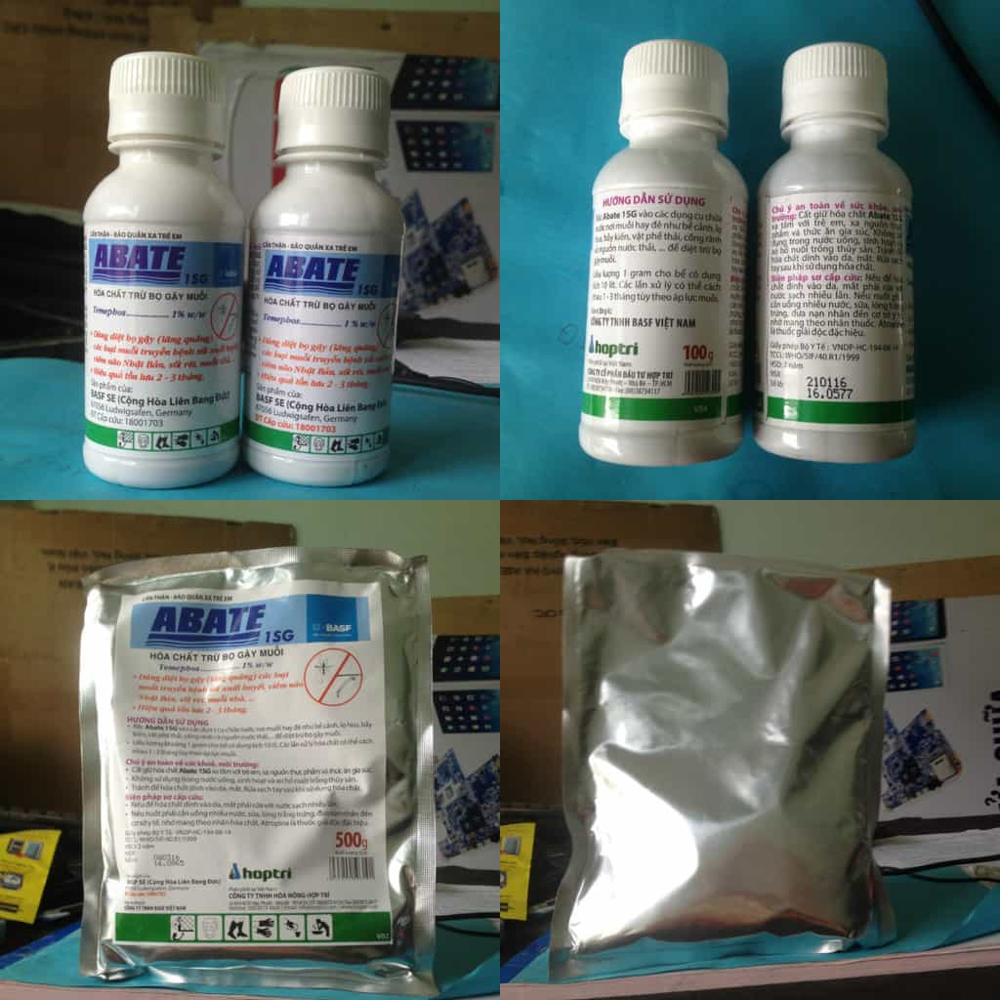 CẨN THẬN - BẢO QUẢN XA TRẺ EM
ABATE
1SG
HÓA CHẤT TRỪ BỌ GẬY MUỖI
Temephos 1% w/w
• Dùng diệt bọ gậy (lăng quăng)
các loại muỗi truyền bệnh sốt xuất huyết
viêm não Nhật Bản, sốt rét, muỗi nhà...
• Hiệu quả tồn lưu 2 - 3 tháng.
Sản phẩm của:
BASF SE (Cộng Hòa Liên Bang Đức)
67056 Ludwigsafen, Germany
ĐT Cấp cứu: 18001703
CẨN THẬN - BẢO QUẢN XA TRẺ EM
ABATE
1SG
HÓA CHẤT TRỪ BỌ GẬY MUỖI
Temephos 1 % w/w
• Dùng diệt bọ gậy (lăng quăng)
các loại muỗi truyền bệnh sốt xuất
viêm não Nhật Bản, sốt rét, muỗi
• Hiệu quả tồn lưu 2 - 3 tháng
Sản phẩm của:
BASF SE (Cộng Hòa Liên Bang Đức)
67056 Ludwigsafen, Germany
ĐT Cấp cứu: 18001703
HƯỚNG DẪN SỬ DỤNG
Rắc Abate 1SG vào các dụng cụ chứa
nước nơi muỗi hay đẻ như bể cảnh, lọ
hoa, bẫy kiến, vật phế thải, cống rãnh
và nguồn nước thải, ... để diệt trừ bọ
gậy muỗi.
Liều lượng 1 gram cho bể có dung
tích 10 lít. Các lần xử lý có thể cách
nhau 1 - 3 tháng tùy theo áp lực muỗi.
CÔNG TY TNHH BASF VIỆT NAM
hoptri
100g
Phân phối tại Việt Nam:
CÔNG TY CỔ PHẦN ĐẦU TƯ HỢP TRÍ
V04
Chú ý an toàn về sức khỏe, môi
trường: Cất giữ hóa chất Abate 1SG
xa tầm với trẻ em, xa nguồn thực
phẩm và thức ăn gia súc. Không sử
dụng trong nước uống, sinh hoạt và
ao hồ nuôi trồng thủy sản. Tránh để
hóa chất dính vào da, mắt. Rửa sạch
tay sau khi sử dụng hóa chất.
Biện pháp sơ cấp cứu: Nếu để hóa
chất dính vào da, mắt phải rửa với
nước sạch nhiều lần. Nếu nuốt phải
cần uống nhiều nước, sữa, lòng trắng
trứng, đưa nạn nhân đến cơ sở y tế,
nhớ mang theo nhãn thuốc. Atropine
là thuốc giải độc đặc hiệu.
Giấy phép Bộ Y Tế : VNDP-HC-194-08-14
TCCL: WHO/SIF/40.R1/1999
HSD: 2 năm
NSX: 210116
Số lô: 16.0577
CẨN THẬN - BẢO QUẢN XA TRẺ EM
ABATE
1SG
BASF
HÓA CHẤT TRỪ BỌ GẬY MUỖI
Temephos 1% w/w
• Dùng diệt bọ gậy (lăng quăng) các loại
muỗi truyền bệnh sốt xuất huyết, viêm não
Nhật Bản, sốt rét, muỗi nhà, ...
• Hiệu quả tồn lưu 2 - 3 tháng.
HƯỚNG DẪN SỬ DỤNG
• Rắc Abate 1SG vào các dụng cụ chứa nước nơi muỗi hay đẻ như bể cảnh, lọ hoa, bẫy
kiến, vật phế thải, cống rãnh và nguồn nước thải,... để diệt trừ bọ gậy muỗi.
• Liều lượng khoảng 1 gram cho bể có dung tích 10 lít. Các lần xử lý hóa chất có thể cách
nhau 1 - 3 tháng tùy theo áp lực muỗi.
Chú ý an toàn về sức khoẻ, môi trường:
• Cất giữ hóa chất Abate 1SG xa tầm với trẻ em, xa nguồn thực phẩm và thức ăn gia súc.
• Không sử dụng trong nước uống, sinh hoạt và ao hồ nuôi trồng thủy sản.
• Tránh để hóa chất dính vào da, mắt. Rửa sạch tay sau khi sử dụng hóa chất.
Biện pháp sơ cấp cứu:
• Nếu để hóa chất dính vào da, mắt phải rửa với nước sạch nhiều lần.
• Nếu nuốt phải cần uống nhiều nước, sữa, lòng trắng trứng, đưa nạn nhân đến
cơ sở y tế, nhớ mang theo nhãn hóa chất. Atropine là thuốc giải độc đặc hiệu.
Giấy phép Bộ Y Tế : VNDP-HC-194-08-14
TCCL: WHO/SIF/40.R1/1999
HSD: 2 năm
NSX: 080316
Số lô: 16.0065
500g
BASF SE (Cộng Hòa Liên Bang Đức)
67056 Ludwigsafen, Germany
CÔNG TY TNHH BASF VIỆT NAM
hoptri
Phân phối tại Việt Nam:
CÔNG TY TNHH HÓA NÔNG HỢP TRÍ
V02